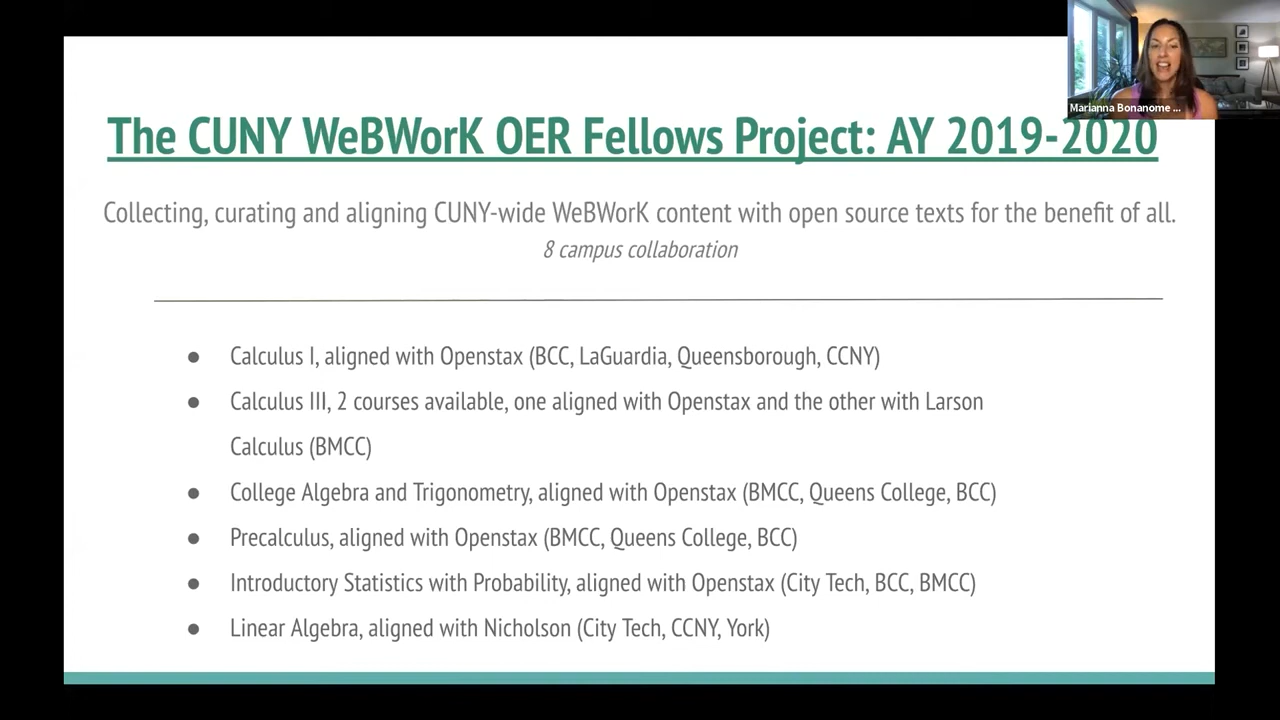 Marianna Bonanome ...
The CUNY WeBWorK OER Fellows Project: AY 2019-2020
Collecting, curating and aligning CUNY-wide WeBWorK content with open source texts for the benefit of all.
8 campus collaboration
● Calculus I, aligned with Openstax (BCC, LaGuardia, Queensborough, CCNY)
● Calculus III, 2 courses available, one aligned with Openstax and the other with Larson
Calculus (BMCC)
● College Algebra and Trigonometry, aligned with Openstax (BMCC, Queens College, BCC)
● Precalculus, aligned with Openstax (BMCC, Queens College, BCC)
● Introductory Statistics with Probability, aligned with Openstax (City Tech, BCC, BMCC)
● Linear Algebra, aligned with Nicholson (City Tech, CCNY, York)